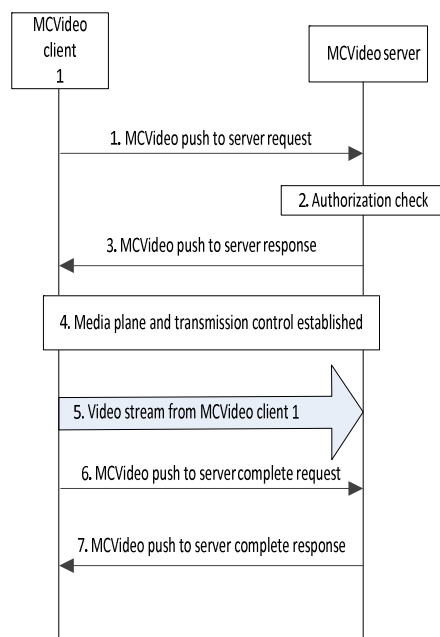 MCVideo
client
1
MCVideo server
1. MCVideo push to server request
2. Authorization check
3. MCVideo push to server response
4. Media plane and transmission control established
5. Video stream from MCVideo client 1
6. MCVideo push to server complete request
7. MCVideo push to server complete response